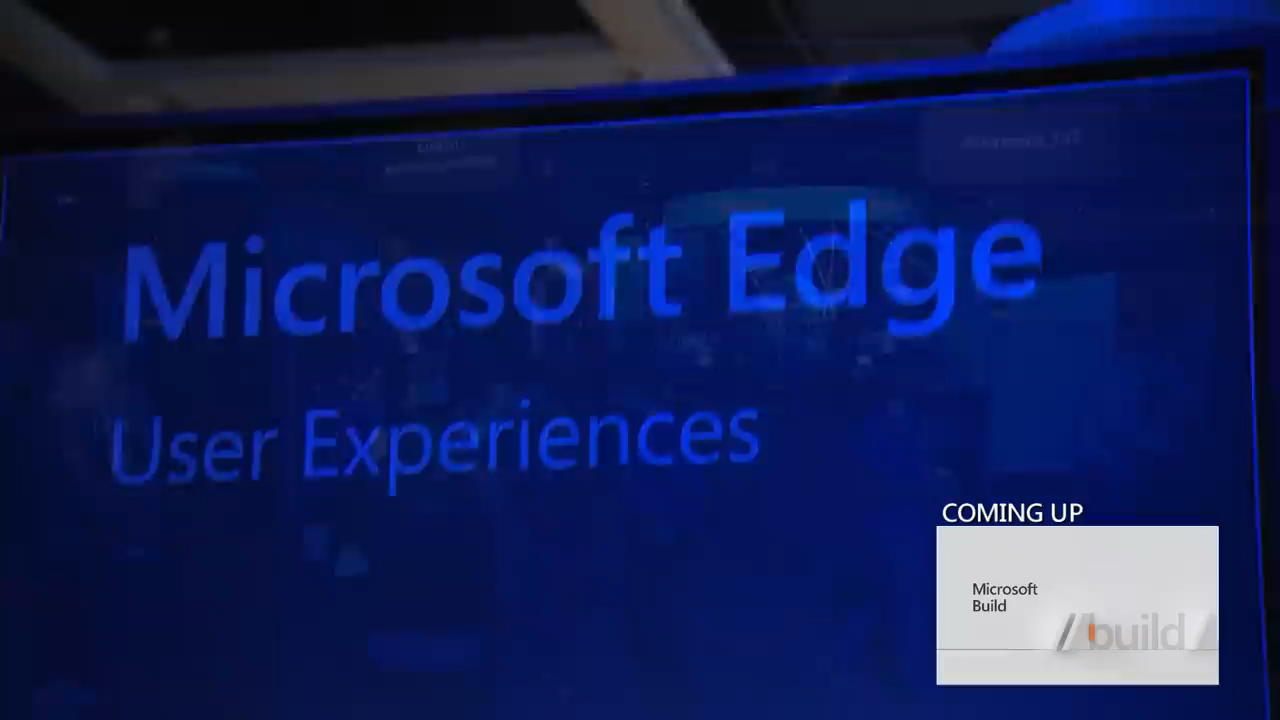 Microsoft Edge
User Experiences
COMING UP
Microsoft
Build
//build/